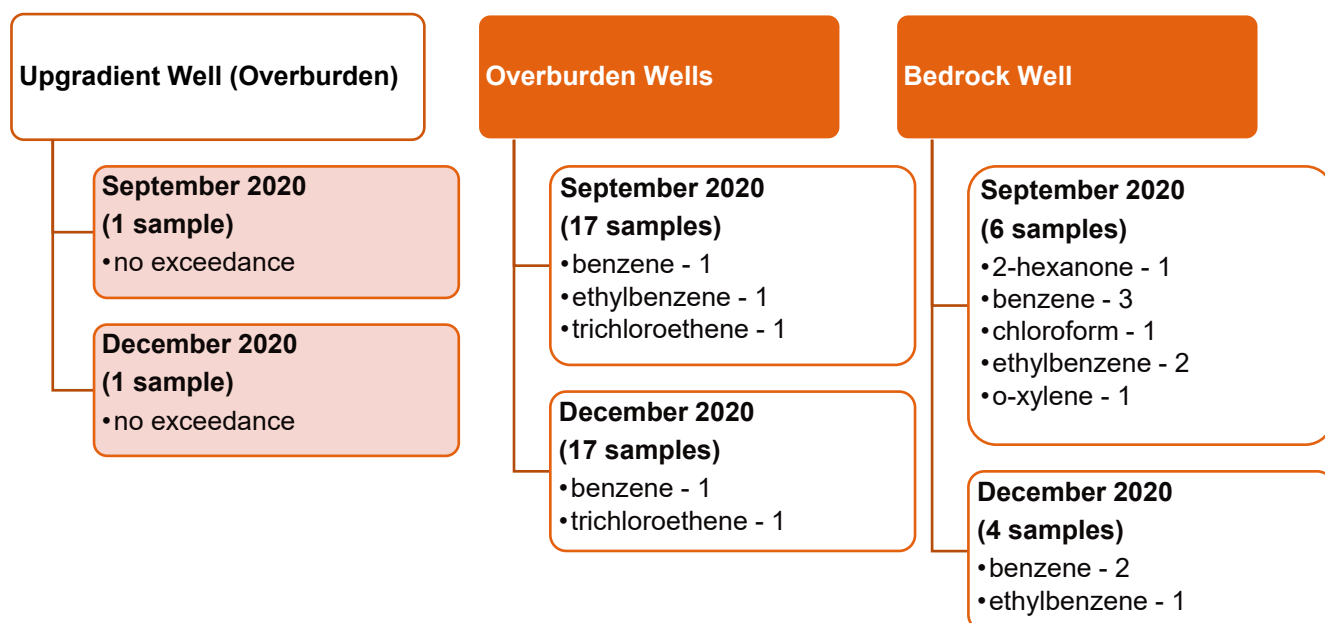 Upgradient Well (Overburden)
September 2020
(1 sample)
•no exceedance
December 2020
(1 sample)
•no exceedance
Overburden Wells
September 2020
(17 samples)
•benzene - 1
•ethylbenzene - 1
•trichloroethene - 1
December 2020
(17 samples)
•benzene - 1
•trichloroethene - 1
Bedrock Well
September 2020
(6 samples)
•2-hexanone - 1
•benzene - 3
•chloroform - 1
•ethylbenzene - 2
•o-xylene - 1
December 2020
(4 samples)
•benzene - 2
•ethylbenzene - 1